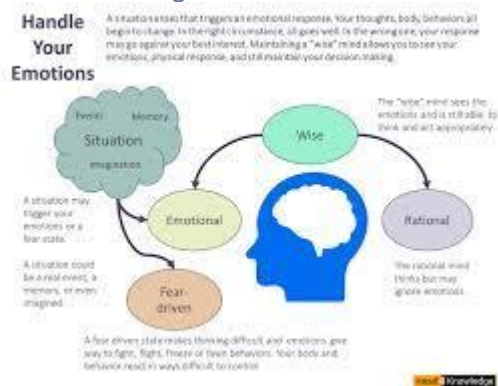 Handle
Your
Emotions
A situation arises that triggers an emotional response. Your thoughts, body, behaviors all
begin to change. In the right circumstance, all goes well. In the wrong one, your response
may go against your best interest. Maintaining a "wise" mind allows you to see your
emotions, physical response, and still maintain your decision making.
Event
Memory
Situation
Imagination
Wise
The "wise" mind sees the
emotions and is still able to
think and act appropriately.
A situation may
trigger your
emotions or a
fear state.
Emotional
Rational
A situation could
be a real event, a
memory, or even
imagined.
The rational mind
thinks but may
ignore emotions.
Fear-
driven
A fear driven state makes thinking difficult and emotions give
way to fight, flight, freeze or fawn behaviors. Your body and
behavior react in ways difficult to control.
Knowledge